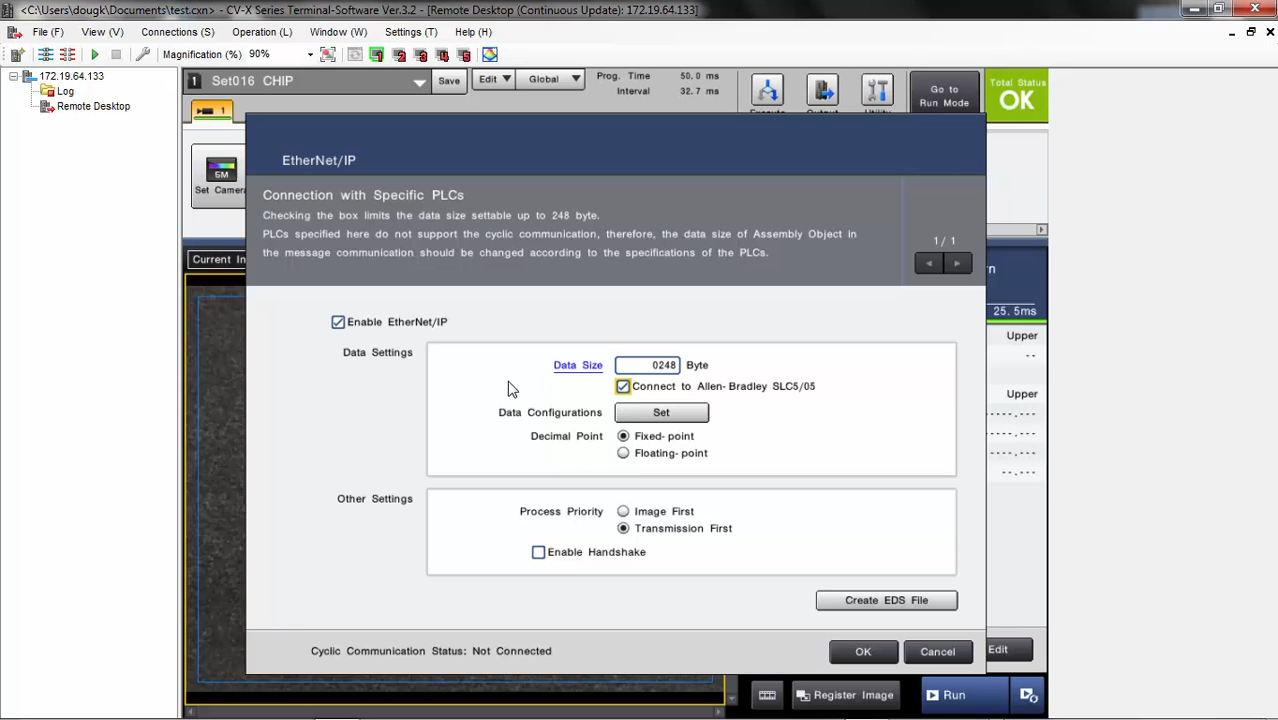 <C:\Users\dougk\Documents\test.cxn> - CV-X Series Terminal-Software Ver.3.2 - [Remote Desktop (Continuous Update): 172.19.64.133]
File (F) View (V) Connections (S) Operation (L) Window (W) Settings (T) Help (H)
Magnification (%) 90% 1 2 3 4 5
172.19.64.133
Log
Remote Desktop
1 Set016 CHIP Save Edit Global
Prog. Time 50.0 ms
Interval 32.7 ms
Go to
Run Mode
Total Status
OK
1
5M
Set Camera
EtherNet/IP
Connection with Specific PLCs
Checking the box limits the data size settable up to 248 byte.
PLCs specified here do not support the cyclic communication, therefore, the data size of Assembly Object in
the message communication should be changed according to the specifications of the PLCs.
1/ 1
Current In
25.5ms
Upper
--
Upper
----.---
----.---
----.---
--.---
Enable EtherNet/IP
Data Settings
Data Size 0248 Byte
Connect to Allen-Bradley SLC5/05
Data Configurations Set
Decimal Point Fixed-point
Floating-point
Other Settings
Process Priority Image First
Transmission First
Enable Handshake
Create EDS File
Cyclic Communication Status: Not Connected
OK Cancel
Edit
Register Image Run